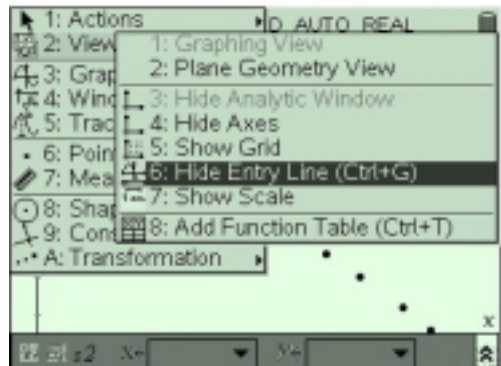 1: Actions
D AUTO REAL
2: View
1: Graphing View
2: Plane Geometry View
3: Grap
3: Hide Analytic Window
4: Wind
4: Hide Axes
5: Trac
5: Show Grid
6: Poin
6: Hide Entry Line (Ctrl+G)
7: Mea
7: Show Scale
8: Shap
8: Add Function Table (Ctrl+T)
9: Cons
A: Transformation
x
s2 x← y←